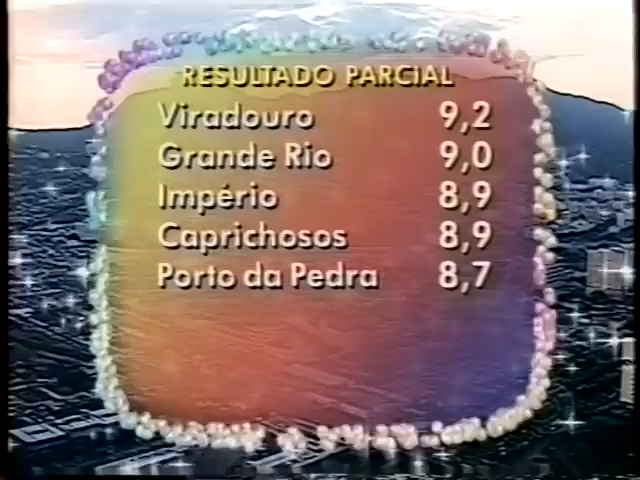 RESULTADO PARCIAL
Viradouro 9,2
Grande Rio 9,0
Império 8,9
Caprichosos 8,9
Porto da Pedra 8,7